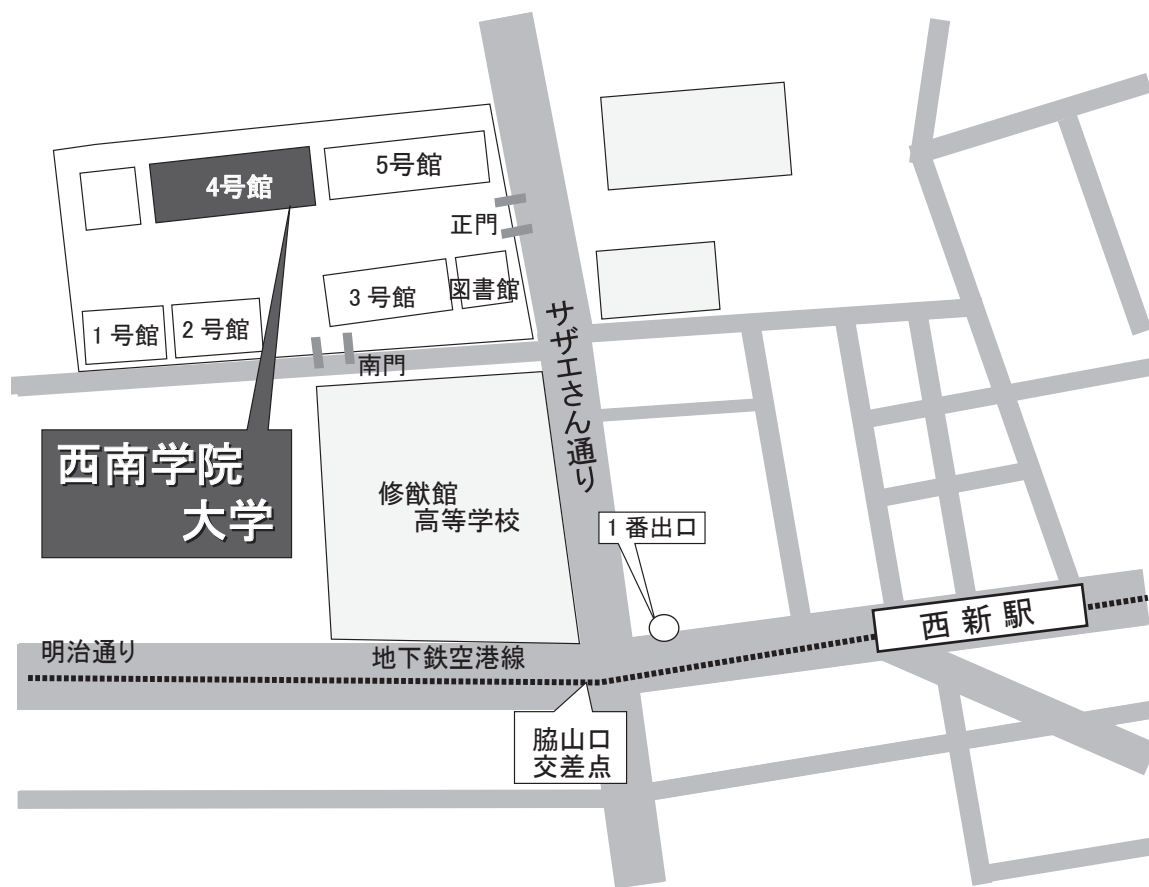 4号館
5号館
正門
3号館
図書館
1号館
2号館
南門
サザエさん通り
西南学院
大学
修猷館
高等学校
1番出口
西新駅
明治通り
地下鉄空港線
脇山口
交差点